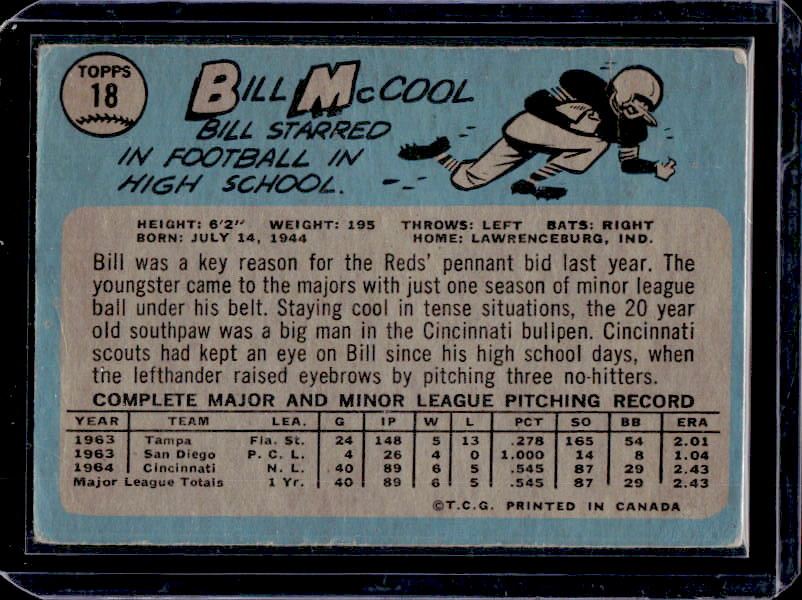 TOPPS
18
BILL McCOOL
BILL STARRED
IN FOOTBALL IN
HIGH SCHOOL.
HEIGHT: 6'2" WEIGHT: 195 THROWS: LEFT BATS: RIGHT
BORN: JULY 14, 1944 HOME: LAWRENCEBURG, IND.
Bill was a key reason for the Reds' pennant bid last year. The
youngster came to the majors with just one season of minor league
ball under his belt. Staying cool in tense situations, the 20 year
old southpaw was a big man in the Cincinnati bullpen. Cincinnati
scouts had kept an eye on Bill since his high school days, when
the lefthander raised eyebrows by pitching three no-hitters.
COMPLETE MAJOR AND MINOR LEAGUE PITCHING RECORD
YEAR TEAM LEA. G IP W L PCT SO BB ERA
1963 Tampa Fla. St. 24 148 5 13 .278 165 54 2.01
1963 San Diego P. C. L. 4 26 4 0 1.000 14 8 1.04
1964 Cincinnati N. L. 40 89 6 5 .545 87 29 2.43
Major League Totals 1 Yr. 40 89 6 5 .545 87 29 2.43
©T.C.G. PRINTED IN CANADA